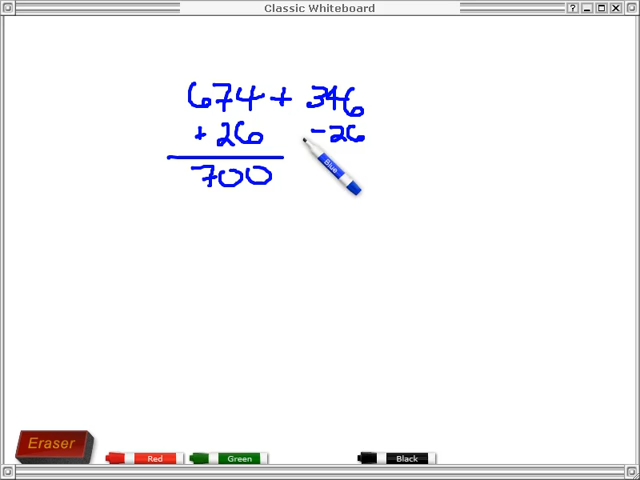 Classic Whiteboard
674 + 346
+ 26 - 26
700
Blue
Eraser
Red
Green
Black